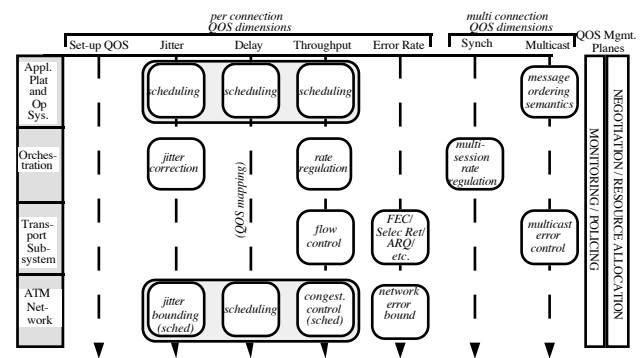 per connection
QOS dimensions
multi connection
QOS dimensions
QOS Mgmt.
Planes
Set-up QOS
Jitter
Delay
Throughput
Error Rate
Synch
Multicast
Appl.
Plat
and
Op
Sys.
scheduling
scheduling
scheduling
message
ordering
semantics
Orches-
tration
jitter
correction
(QOS mapping)
rate
regulation
multi-
session
rate
regulation
Trans-
port Sub-
system
flow
control
FEC/
Selec Ret/
ARQ/
etc.
multicast
error
control
ATM
Net-
work
jitter
bounding
(sched)
scheduling
congest.
control
(sched)
network
error
bound
MONITORING / POLICING
NEGOTIATION / RESOURCE ALLOCATION